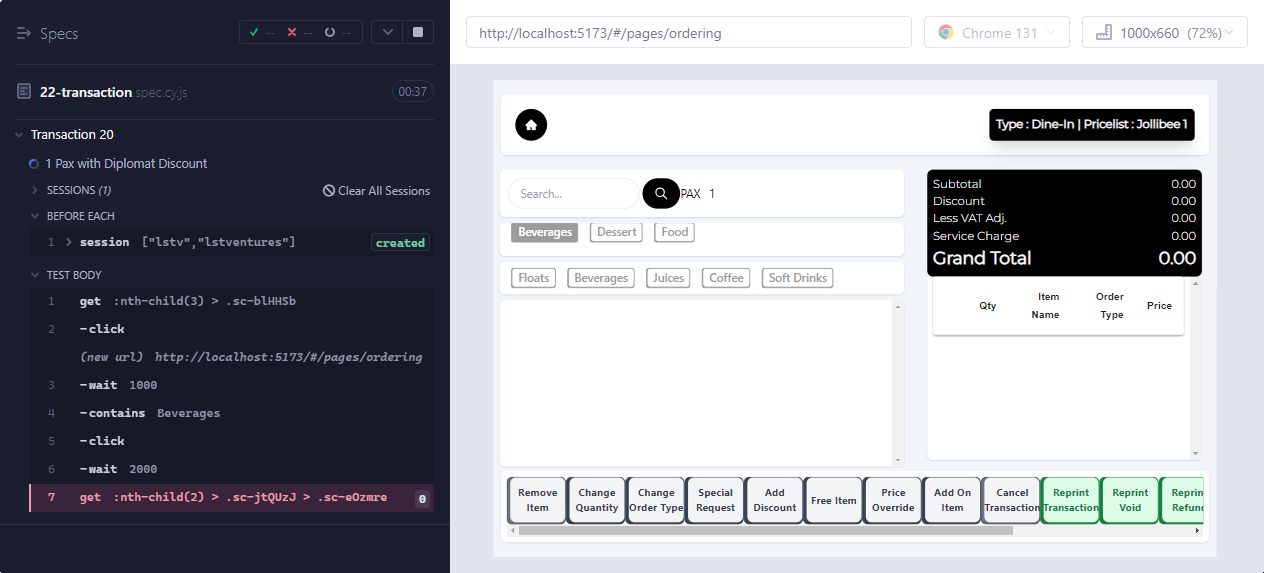 Specs
-- -- --
22-transaction.spec.cy.js 00:37
Transaction 20
1 Pax with Diplomat Discount
SESSIONS (1) Clear All Sessions
BEFORE EACH
1 session ["lstv","lstventures"] created
TEST BODY
1 get :nth-child(3) > .sc-blHHSb
2 -click
(new url) http://localhost:5173/#/pages/ordering
3 -wait 1000
4 -contains Beverages
5 -click
6 -wait 2000
7 get :nth-child(2) > .sc-jtQUzJ > .sc-eOzmre 0
http://localhost:5173/#/pages/ordering
Chrome 131
1000x660 (72%)
Type : Dine-In | Pricelist : Jollibee 1
Search... PAX 1
Beverages Dessert Food
Floats Beverages Juices Coffee Soft Drinks
Subtotal 0.00
Discount 0.00
Less VAT Adj. 0.00
Service Charge 0.00
Grand Total 0.00
Qty Item Name Order Type Price
Remove Item Change Quantity Change Order Type Special Request Add Discount Free Item Price Override Add On Item Cancel Transaction Reprint Transaction Reprint Void Reprin Refund